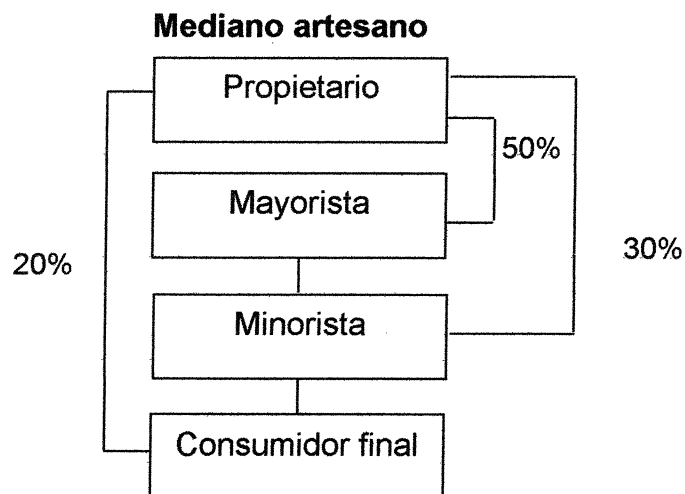 Mediano artesano
Propietario
50%
Mayorista
20%
30%
Minorista
Consumidor final